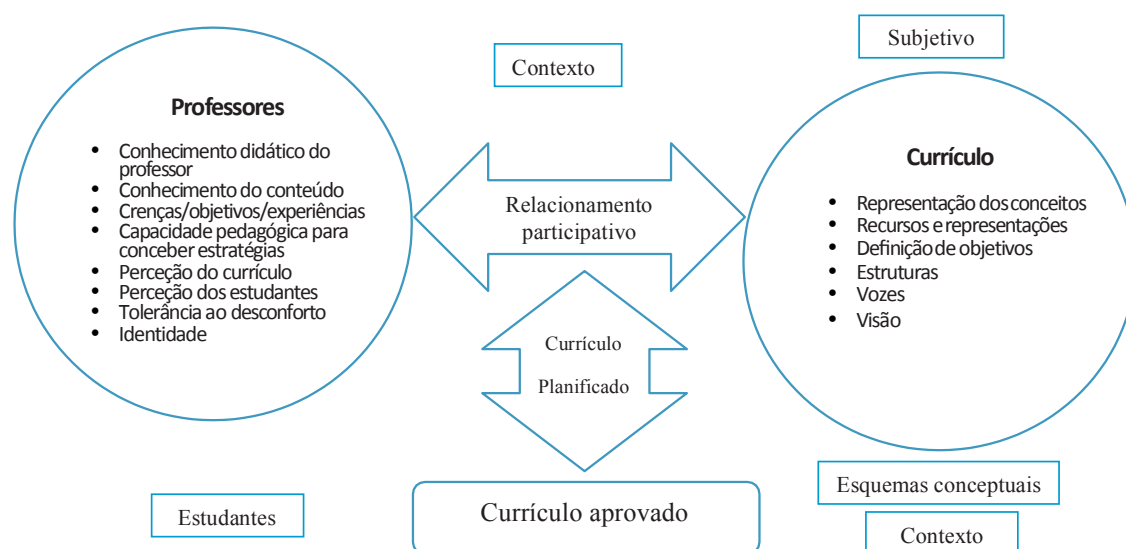 Contexto
Subjetivo
Professores
• Conhecimento didático do
professor
• Conhecimento do conteúdo
• Crenças/objetivos/experiências
• Capacidade pedagógica para
conceber estratégias
• Perceção do currículo
• Perceção dos estudantes
• Tolerância ao desconforto
• Identidade
Relacionamento
participativo
Currículo
• Representação dos conceitos
• Recursos e representações
• Definição de objetivos
• Estruturas
• Vozes
• Visão
Currículo
Planificado
Estudantes
Currículo aprovado
Esquemas conceptuais
Contexto